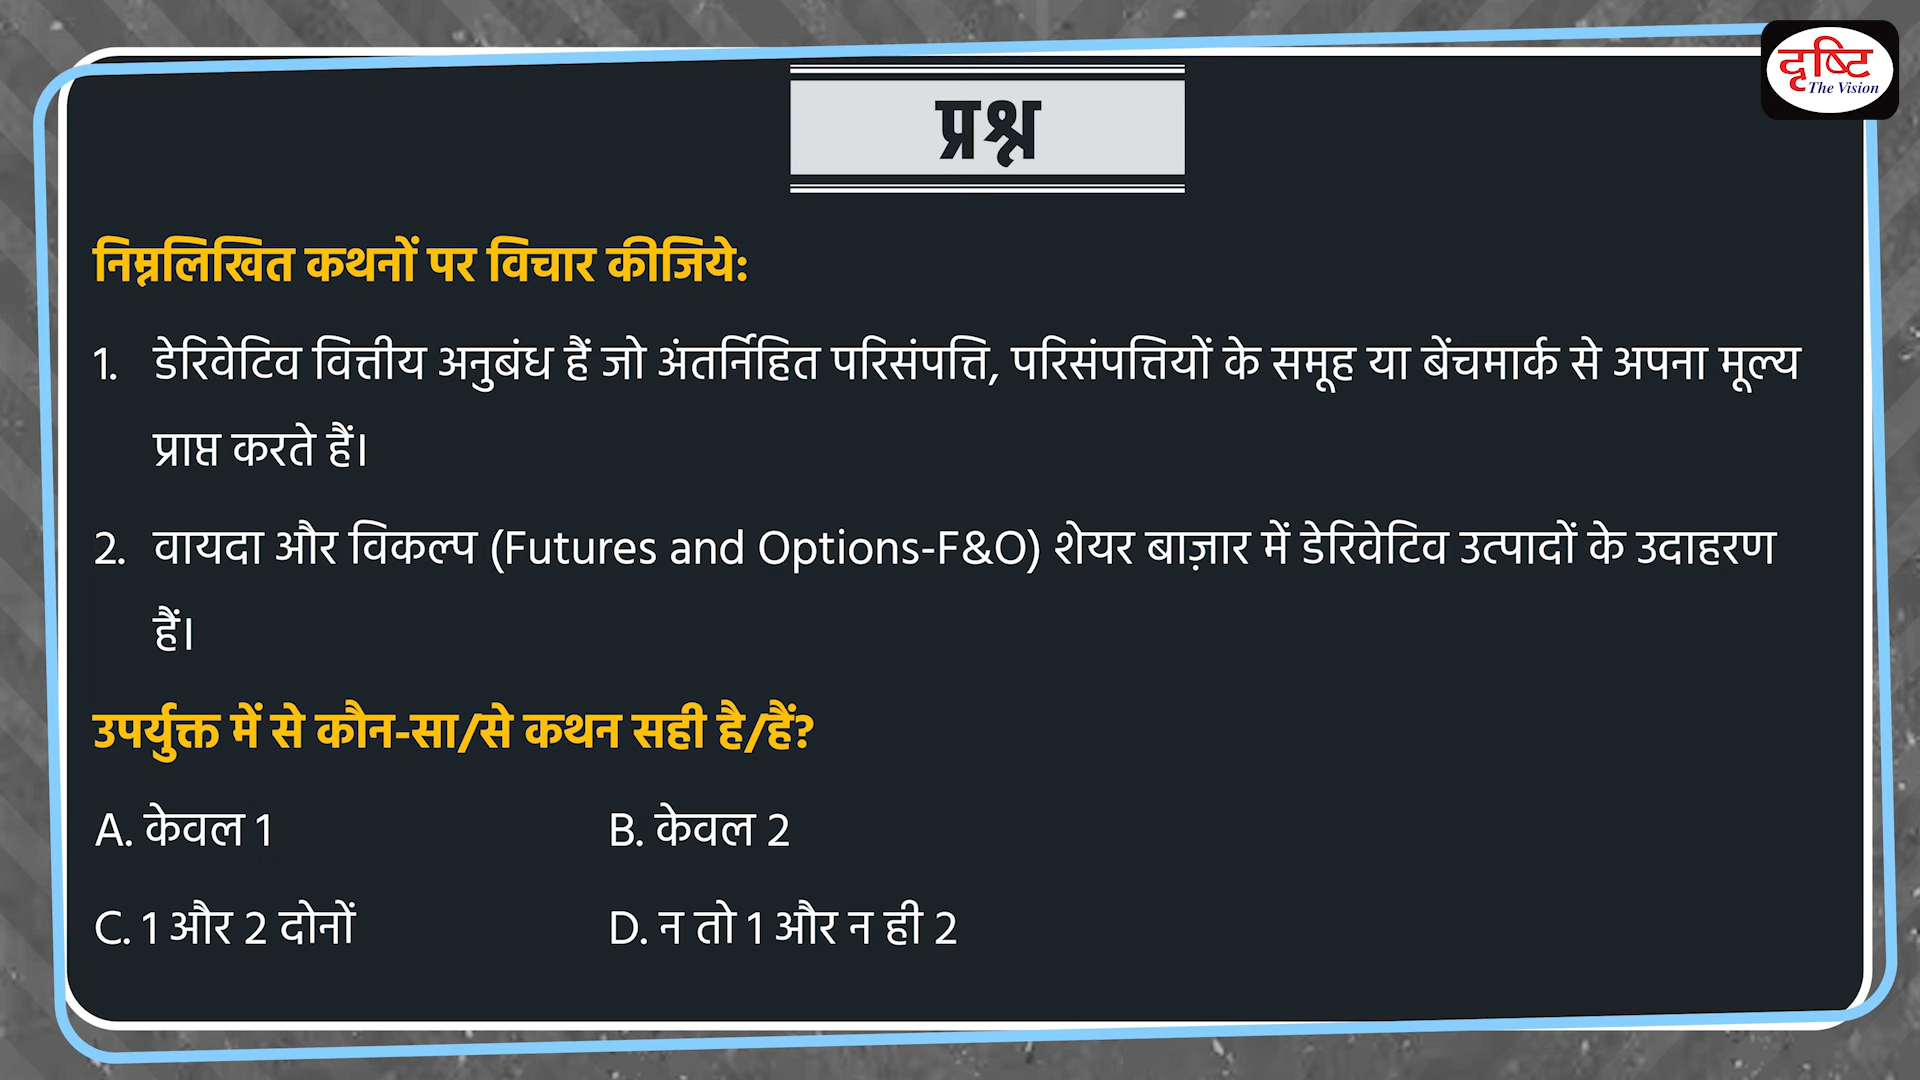 दृष्टि
The Vision
प्रश्न
निम्नलिखित कथनों पर विचार कीजिये:
1. डेरिवेटिव वित्तीय अनुबंध हैं जो अंतर्निहित परिसंपत्ति, परिसंपत्तियों के समूह या बेंचमार्क से अपना मूल्य
प्राप्त करते हैं।
2. वायदा और विकल्प (Futures and Options-F&O) शेयर बाज़ार में डेरिवेटिव उत्पादों के उदाहरण
हैं।
उपर्युक्त में से कौन-सा/से कथन सही है/हैं?
A. केवल 1 B. केवल 2
C. 1 और 2 दोनों D. न तो 1 और न ही 2